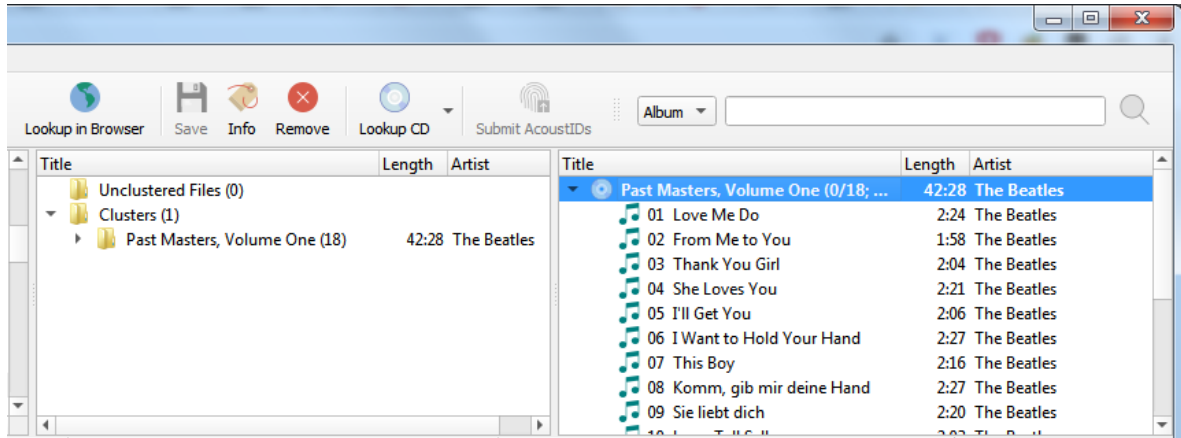 Lookup in Browser Save Info Remove Lookup CD Submit AcoustIDs Album
Title Length Artist
Unclustered Files (0)
Clusters (1)
Past Masters, Volume One (18) 42:28 The Beatles
Title Length Artist
Past Masters, Volume One (0/18; ... 42:28 The Beatles
01 Love Me Do 2:24 The Beatles
02 From Me to You 1:58 The Beatles
03 Thank You Girl 2:04 The Beatles
04 She Loves You 2:21 The Beatles
05 I'll Get You 2:06 The Beatles
06 I Want to Hold Your Hand 2:27 The Beatles
07 This Boy 2:16 The Beatles
08 Komm, gib mir deine Hand 2:27 The Beatles
09 Sie liebt dich 2:20 The Beatles